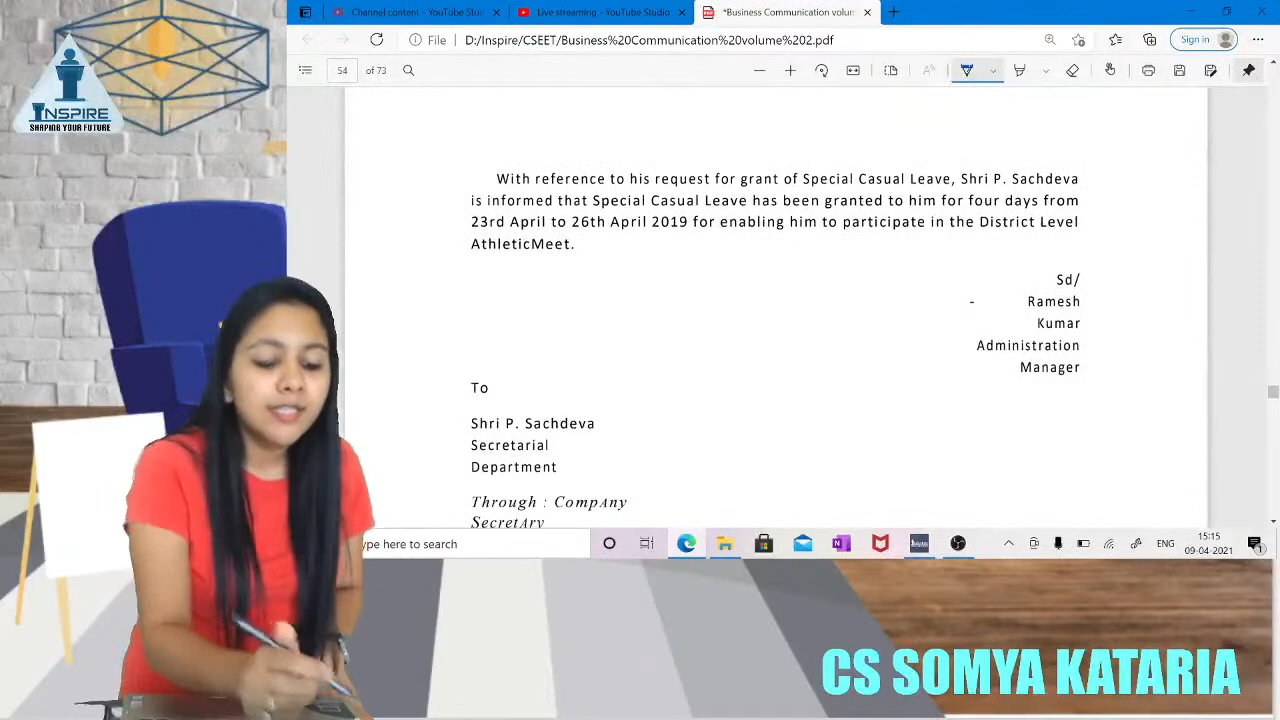 Channel content - YouTube Stud
Live streaming - YouTube Studio
*Business Communication volun
File
D:/Inspire/CSEET/Business%20Communication%20volume%202.pdf
Sign in
54 of 73
INSPIRE
SHAPING YOUR FUTURE
With reference to his request for grant of Special Casual Leave, Shri P. Sachdeva
is informed that Special Casual Leave has been granted to him for four days from
23rd April to 26th April 2019 for enabling him to participate in the District Level
AthleticMeet.
Sd/
- Ramesh
Kumar
Administration
Manager
To
Shri P. Sachdeva
Secretarial
Department
Through : CompAny
SecretAry
ype here to search
ENG
15:15
09-04-2021
CS SOMYA KATARIA